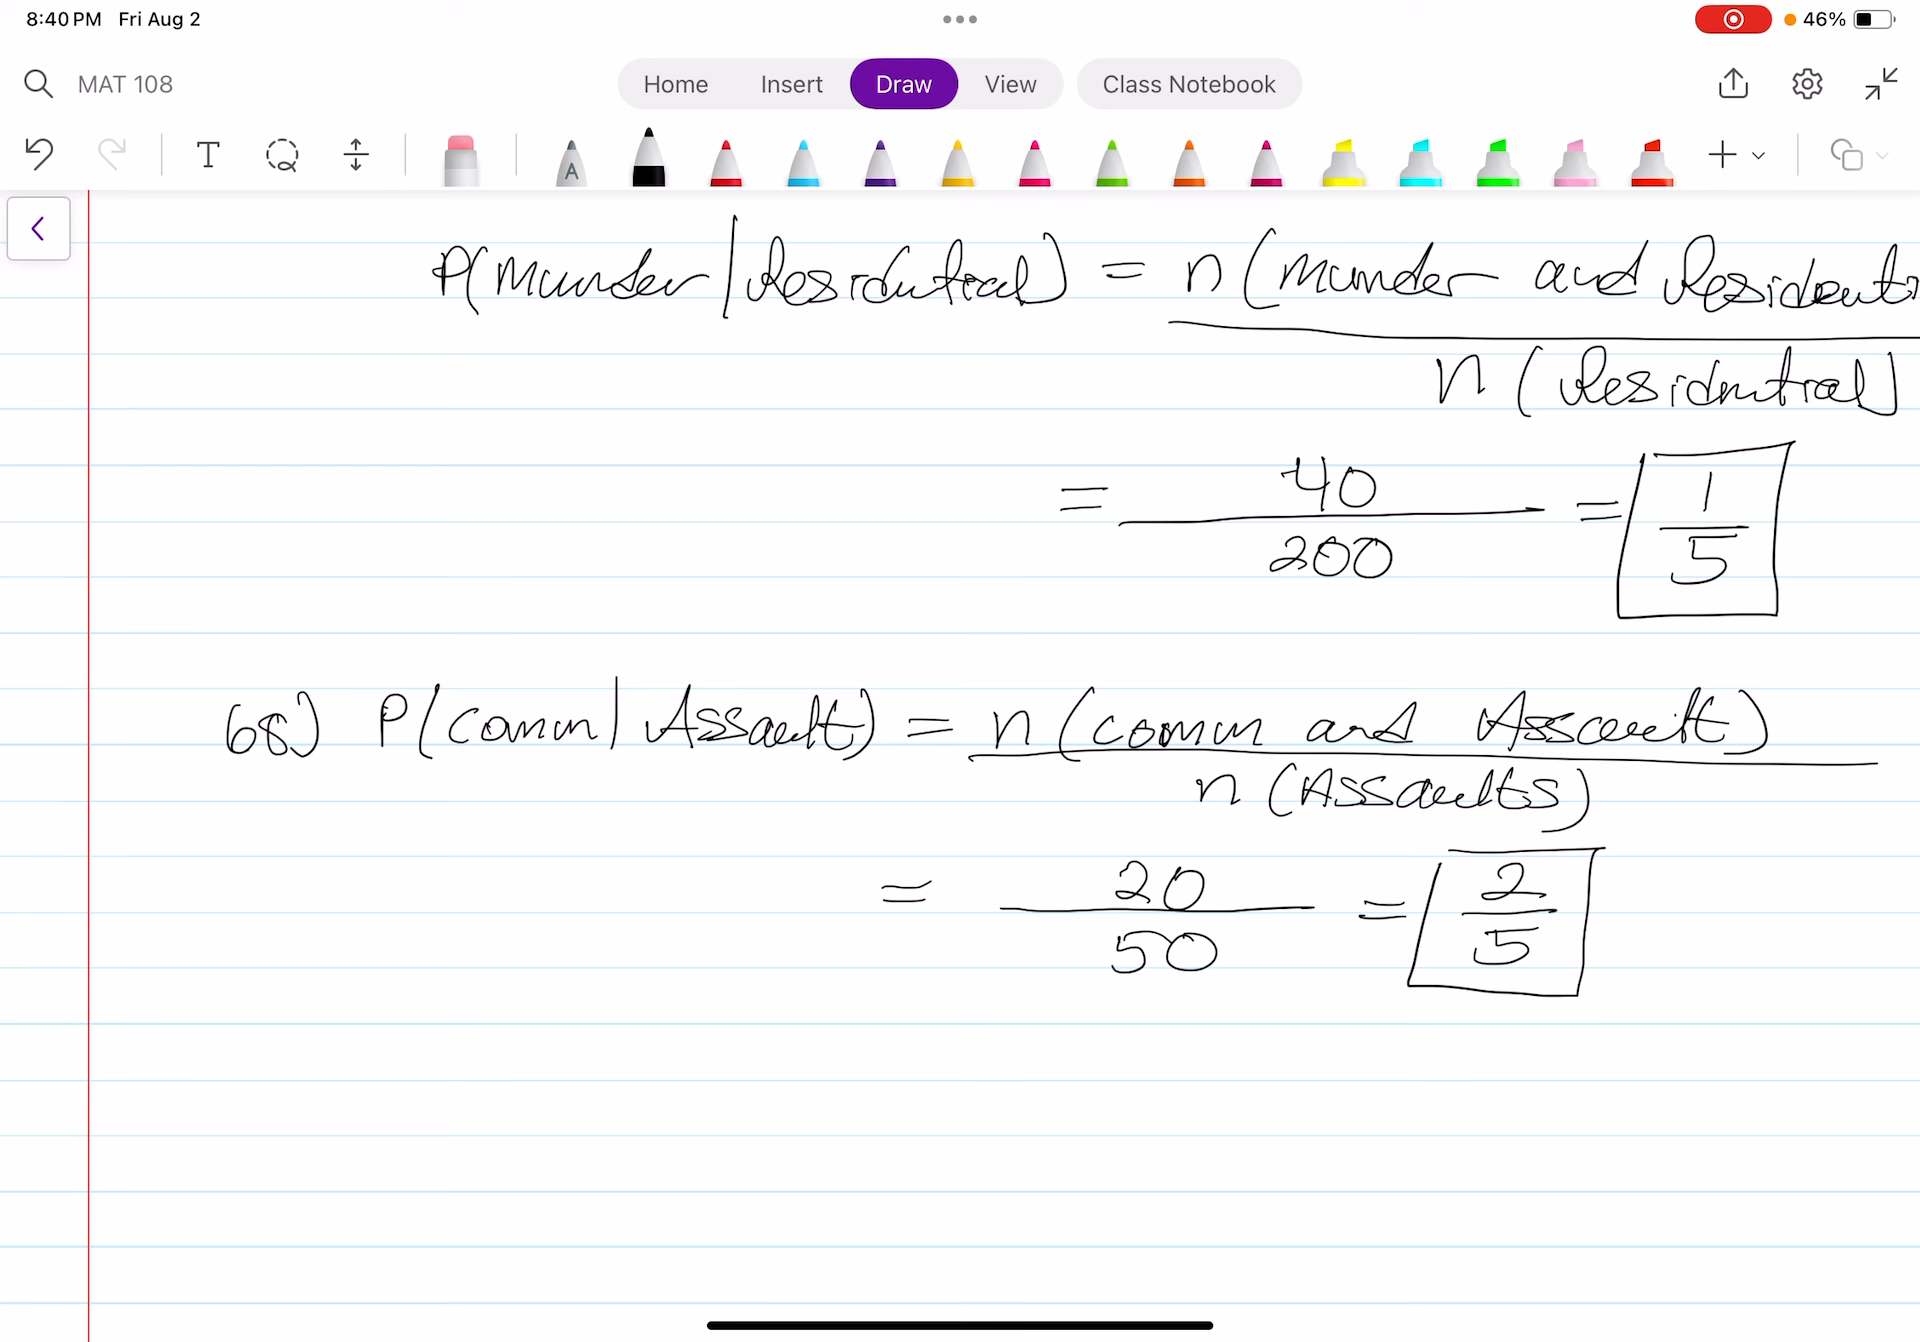 8:40 PM Fri Aug 2
46%
MAT 108
Home Insert Draw View Class Notebook
T A
P(Murder | Residential) = n (Murder and Residenti
n (Residential)
= 40 = 1
200 5
68) P(comm | Assault) = n (comm and Assault)
n (Assaults)
= 20 = 2
50 5